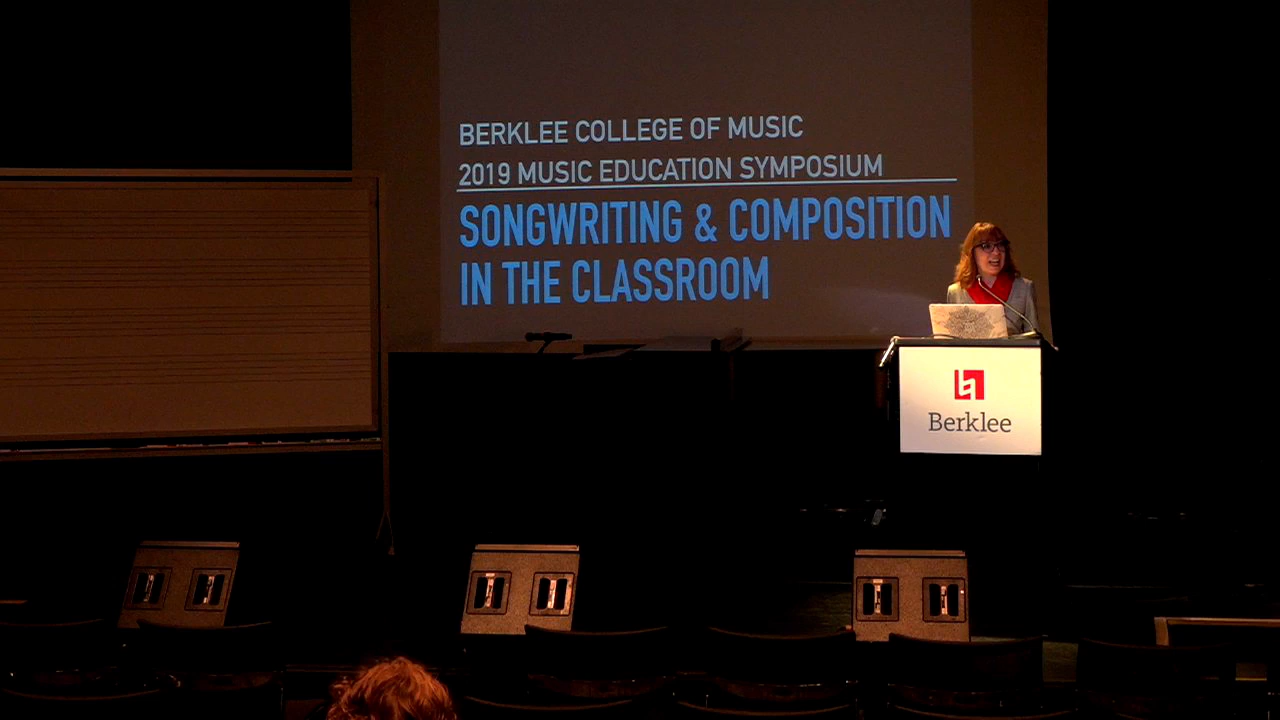 BERKLEE COLLEGE OF MUSIC
2019 MUSIC EDUCATION SYMPOSIUM
SONGWRITING & COMPOSITION
IN THE CLASSROOM
Berklee